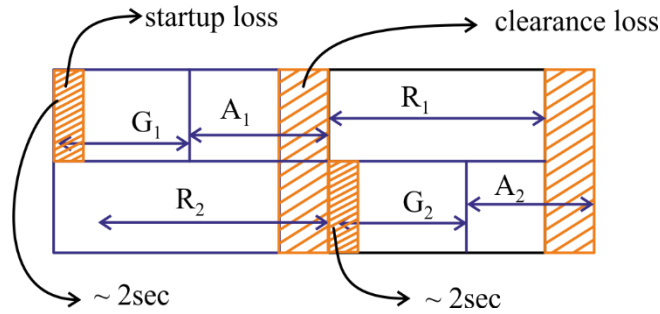 startup loss
clearance loss
G₁
A₁
R₁
R₂
G₂
A₂
~ 2sec
~ 2sec